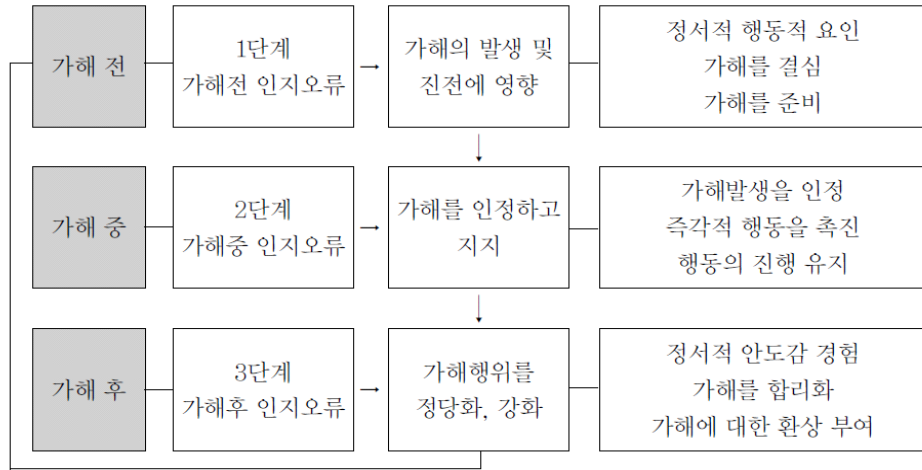 가해 전
1단계
가해전 인지오류
가해의 발생 및
진전에 영향
정서적 행동적 요인
가해를 결심
가해를 준비
가해 중
2단계
가해중 인지오류
가해를 인정하고
지지
가해발생을 인정
즉각적 행동을 촉진
행동의 진행 유지
가해 후
3단계
가해후 인지오류
가해행위를
정당화, 강화
정서적 안도감 경험
가해를 합리화
가해에 대한 환상 부여